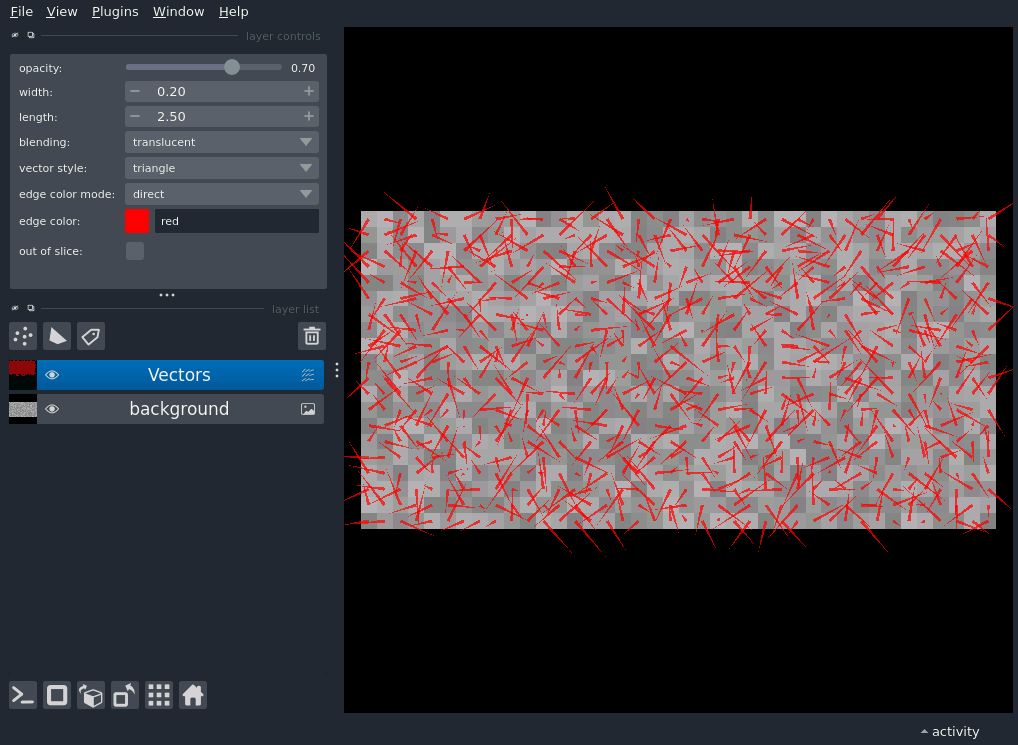 File View Plugins Window Help
layer controls
opacity: 0.70
width: − 0.20 +
length: − 2.50 +
blending: translucent
vector style: triangle
edge color mode: direct
edge color: red
out of slice:
layer list
Vectors
background
activity